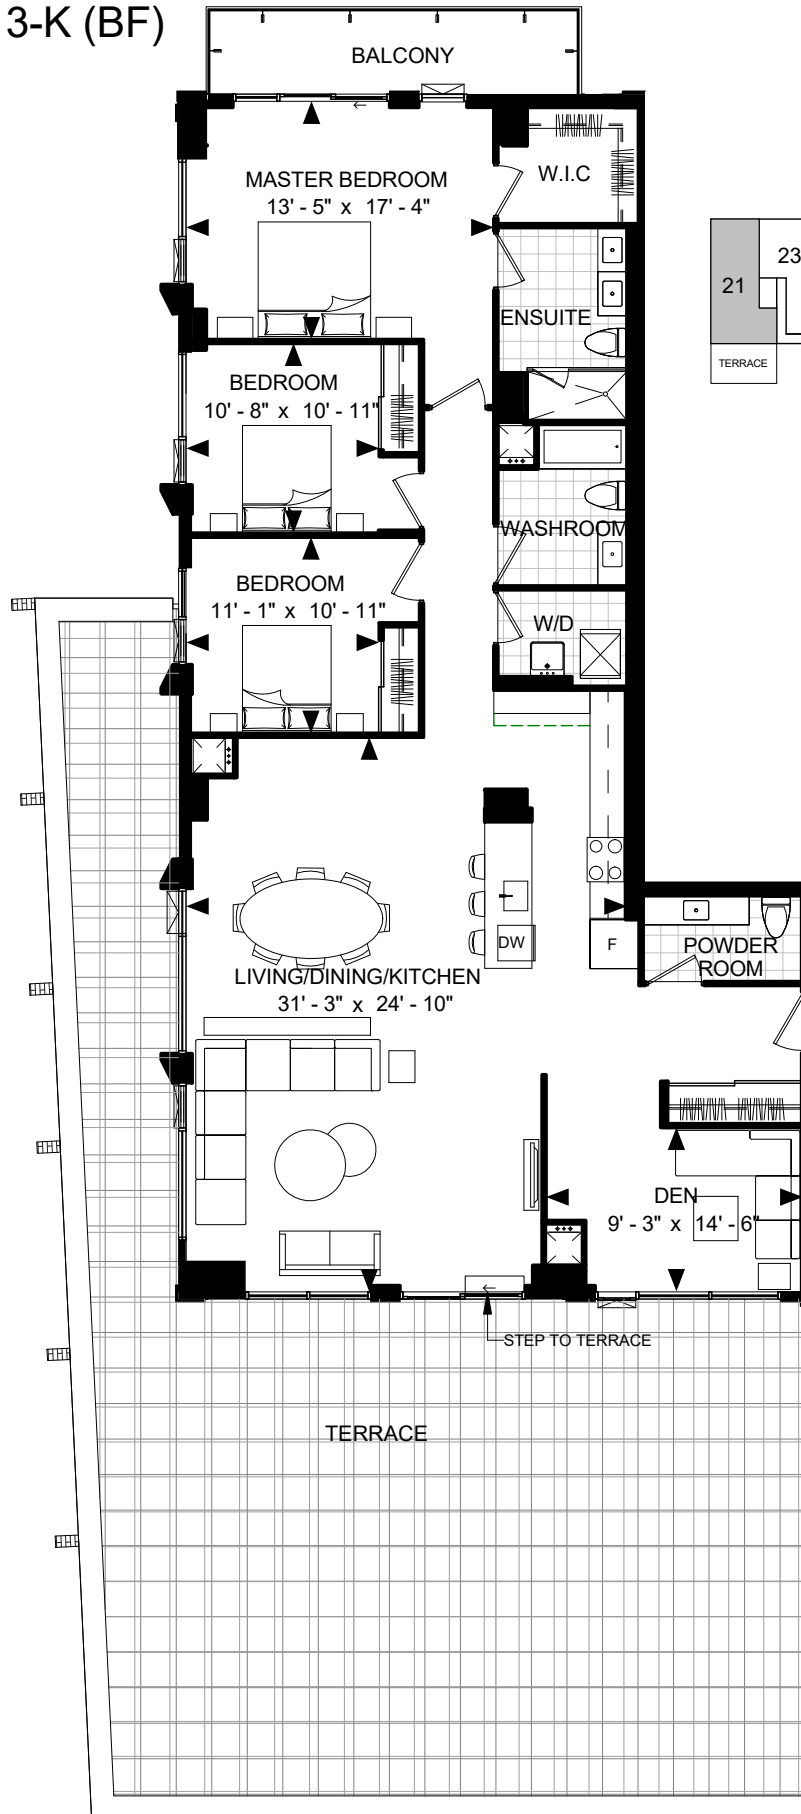 3-K (BF)
BALCONY
MASTER BEDROOM
13' - 5" x 17' - 4"
W.I.C
23
21
TERRACE
ENSUITE
BEDROOM
10' - 8" x 10' - 11"
WASHROOM
BEDROOM
11' - 1" x 10' - 11"
W/D
DW
F
POWDER
ROOM
LIVING/DINING/KITCHEN
31' - 3" x 24' - 10"
DEN
9' - 3" x 14' - 6"
STEP TO TERRACE
TERRACE